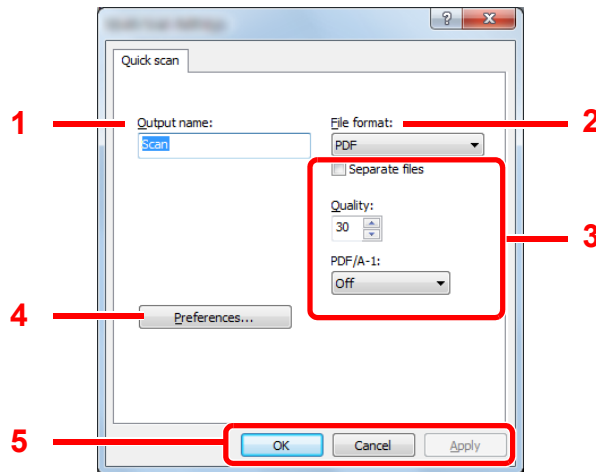 Quick scan
1
Output name:
File format:
2
Scan
PDF
Separate files
Quality:
30
3
PDF/A-1:
Off
4
Preferences...
5
OK
Cancel
Apply